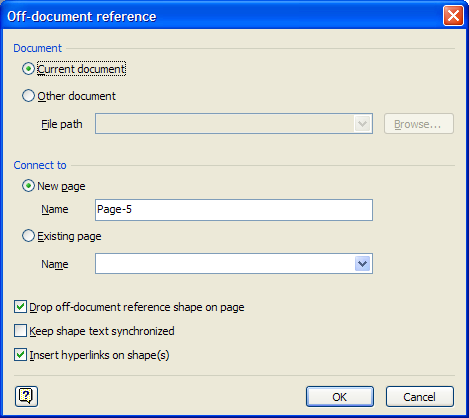 Off-document reference
Document
Current document
Other document
File path
Browse...
Connect to
New page
Name Page-5
Existing page
Name
Drop off-document reference shape on page
Keep shape text synchronized
Insert hyperlinks on shape(s)
? OK Cancel